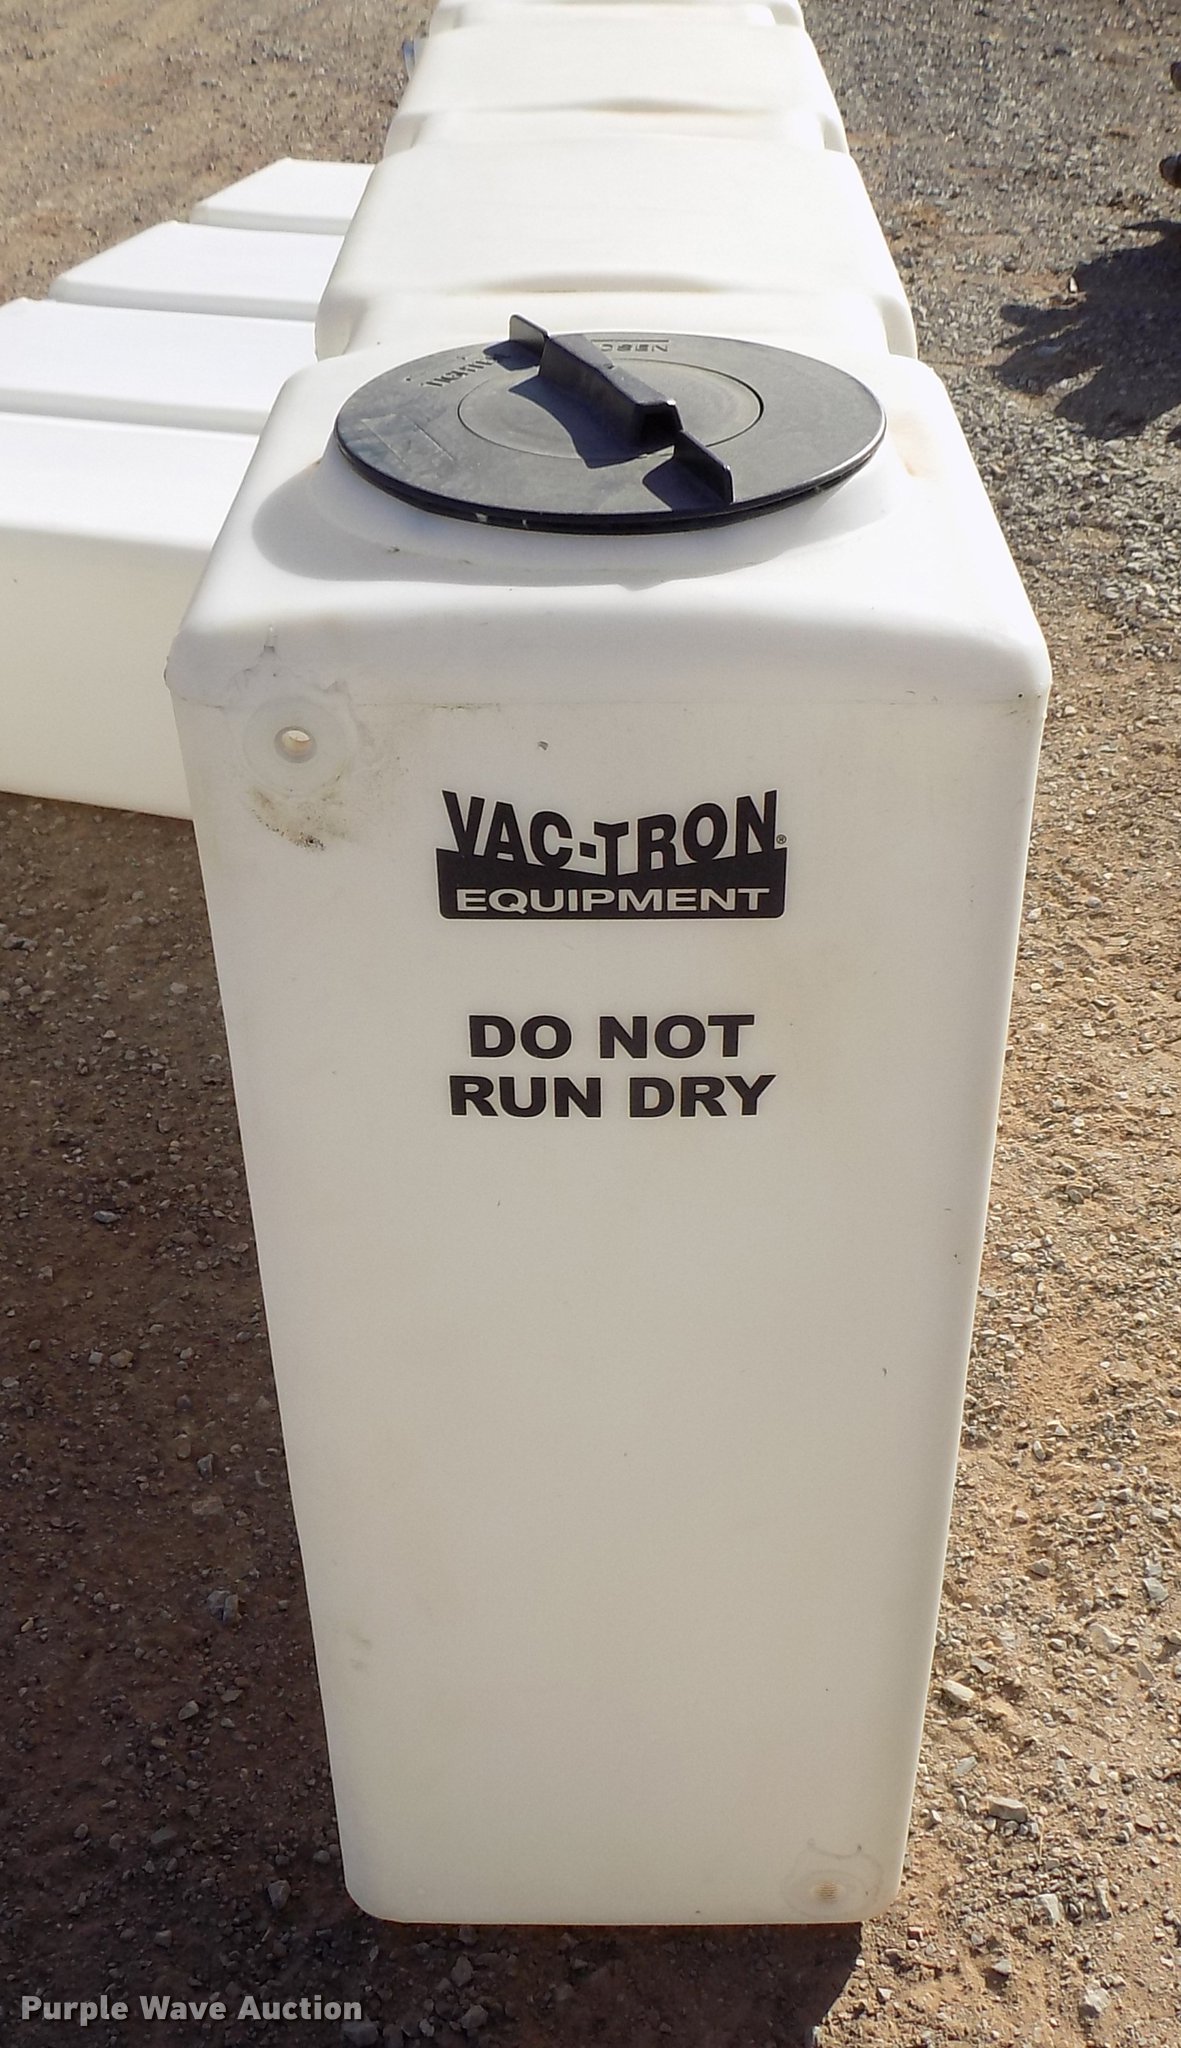 VAC-TRON®
EQUIPMENT
DO NOT
RUN DRY
Purple Wave Auction